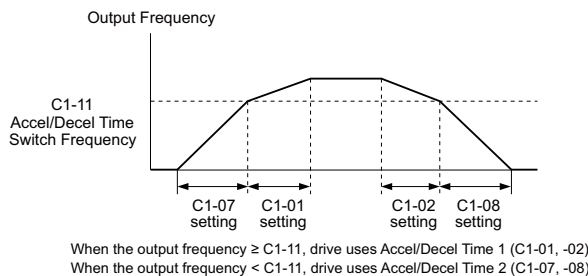 Output Frequency
C1-11
Accel/Decel Time
Switch Frequency
C1-07
setting
C1-01
setting
C1-02
setting
C1-08
setting
When the output frequency ≥ C1-11, drive uses Accel/Decel Time 1 (C1-01, -02)
When the output frequency < C1-11, drive uses Accel/Decel Time 2 (C1-07, -08)